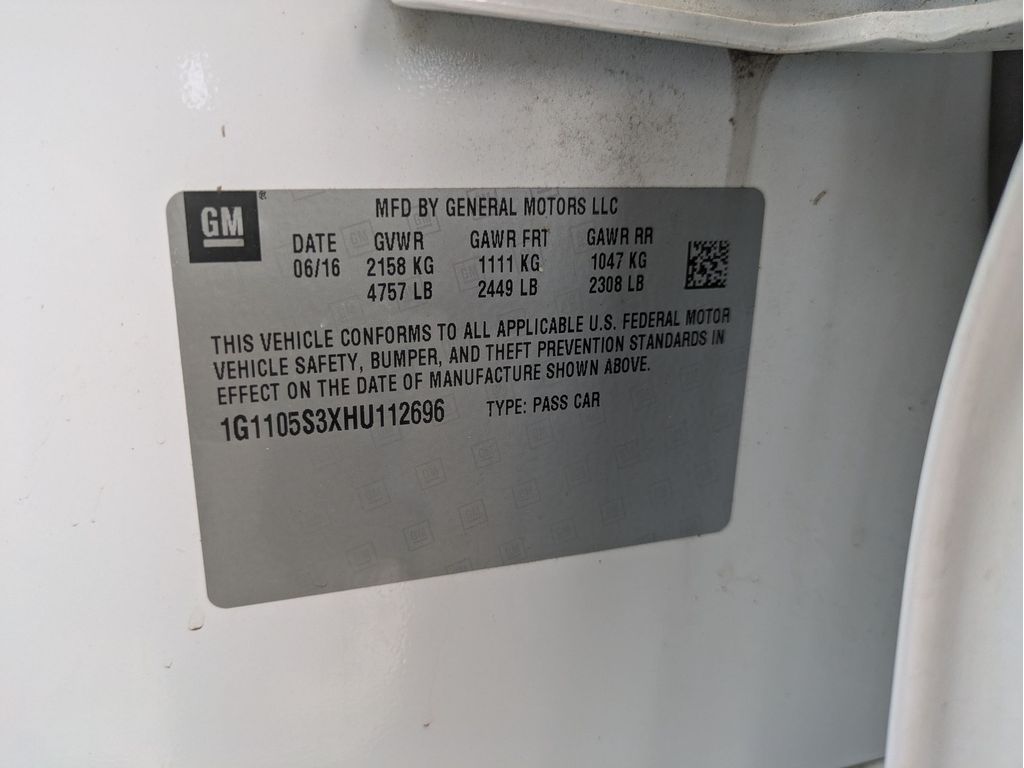 GM®
MFD BY GENERAL MOTORS LLC
DATE GVWR GAWR FRT GAWR RR
06/16 2158 KG 1111 KG 1047 KG
4757 LB 2449 LB 2308 LB
THIS VEHICLE CONFORMS TO ALL APPLICABLE U.S. FEDERAL MOTOR
VEHICLE SAFETY, BUMPER, AND THEFT PREVENTION STANDARDS IN
EFFECT ON THE DATE OF MANUFACTURE SHOWN ABOVE.
1G1105S3XHU112696 TYPE: PASS CAR